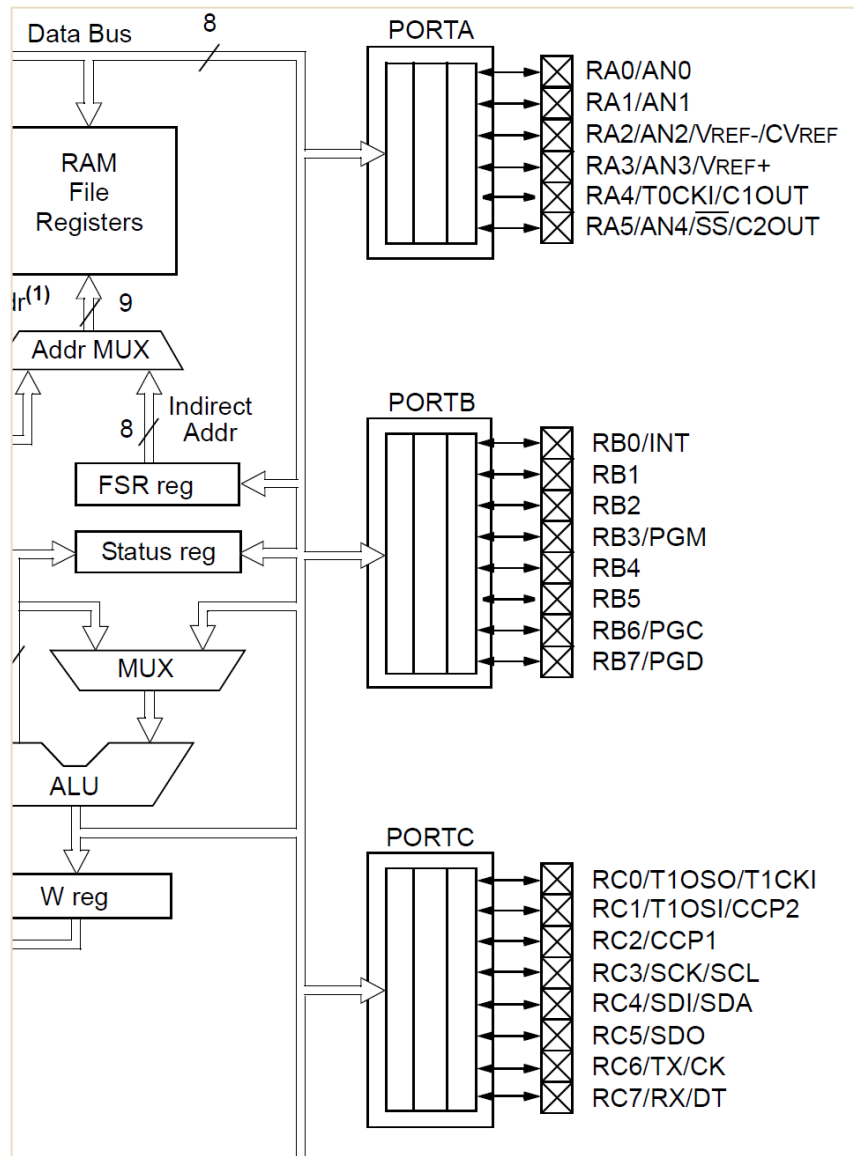 Data Bus
8
PORTA
RA0/AN0
RA1/AN1
RA2/AN2/VREF-/CVREF
RA3/AN3/VREF+
RA4/T0CKI/C1OUT
RA5/AN4/S̅S̅/C2OUT
RAM
File
Registers
dr(1)
9
Addr MUX
8
Indirect
Addr
FSR reg
Status reg
MUX
ALU
W reg
PORTB
RB0/INT
RB1
RB2
RB3/PGM
RB4
RB5
RB6/PGC
RB7/PGD
PORTC
RC0/T1OSO/T1CKI
RC1/T1OSI/CCP2
RC2/CCP1
RC3/SCK/SCL
RC4/SDI/SDA
RC5/SDO
RC6/TX/CK
RC7/RX/DT